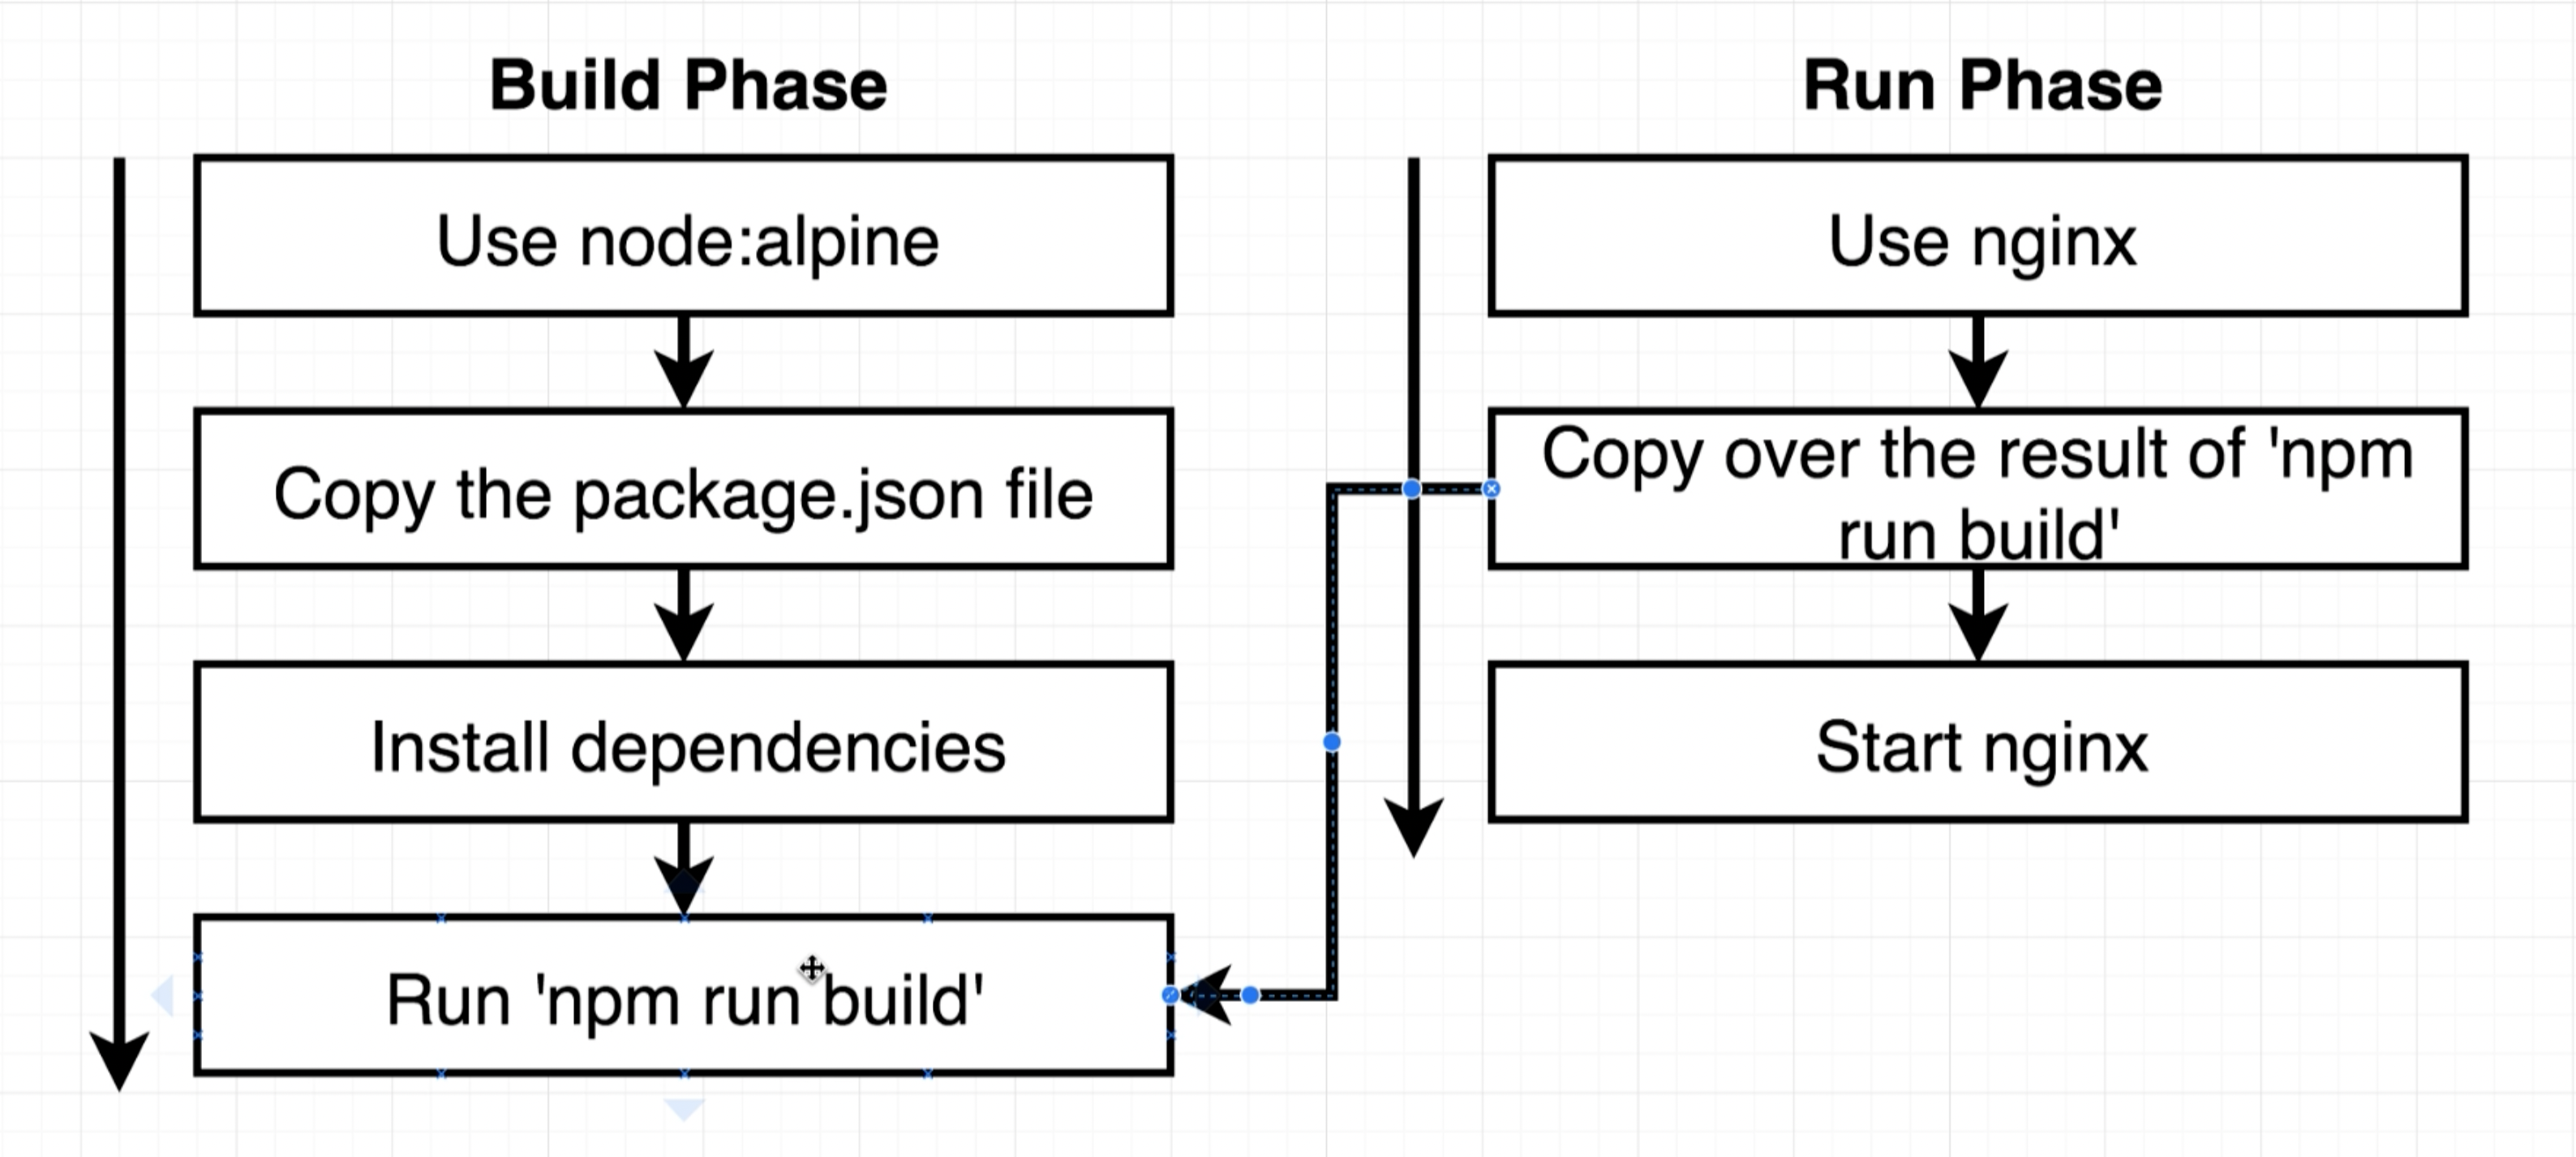 Build Phase
Use node:alpine
Copy the package.json file
Install dependencies
Run 'npm run build'
Run Phase
Use nginx
Copy over the result of 'npm
run build'
Start nginx